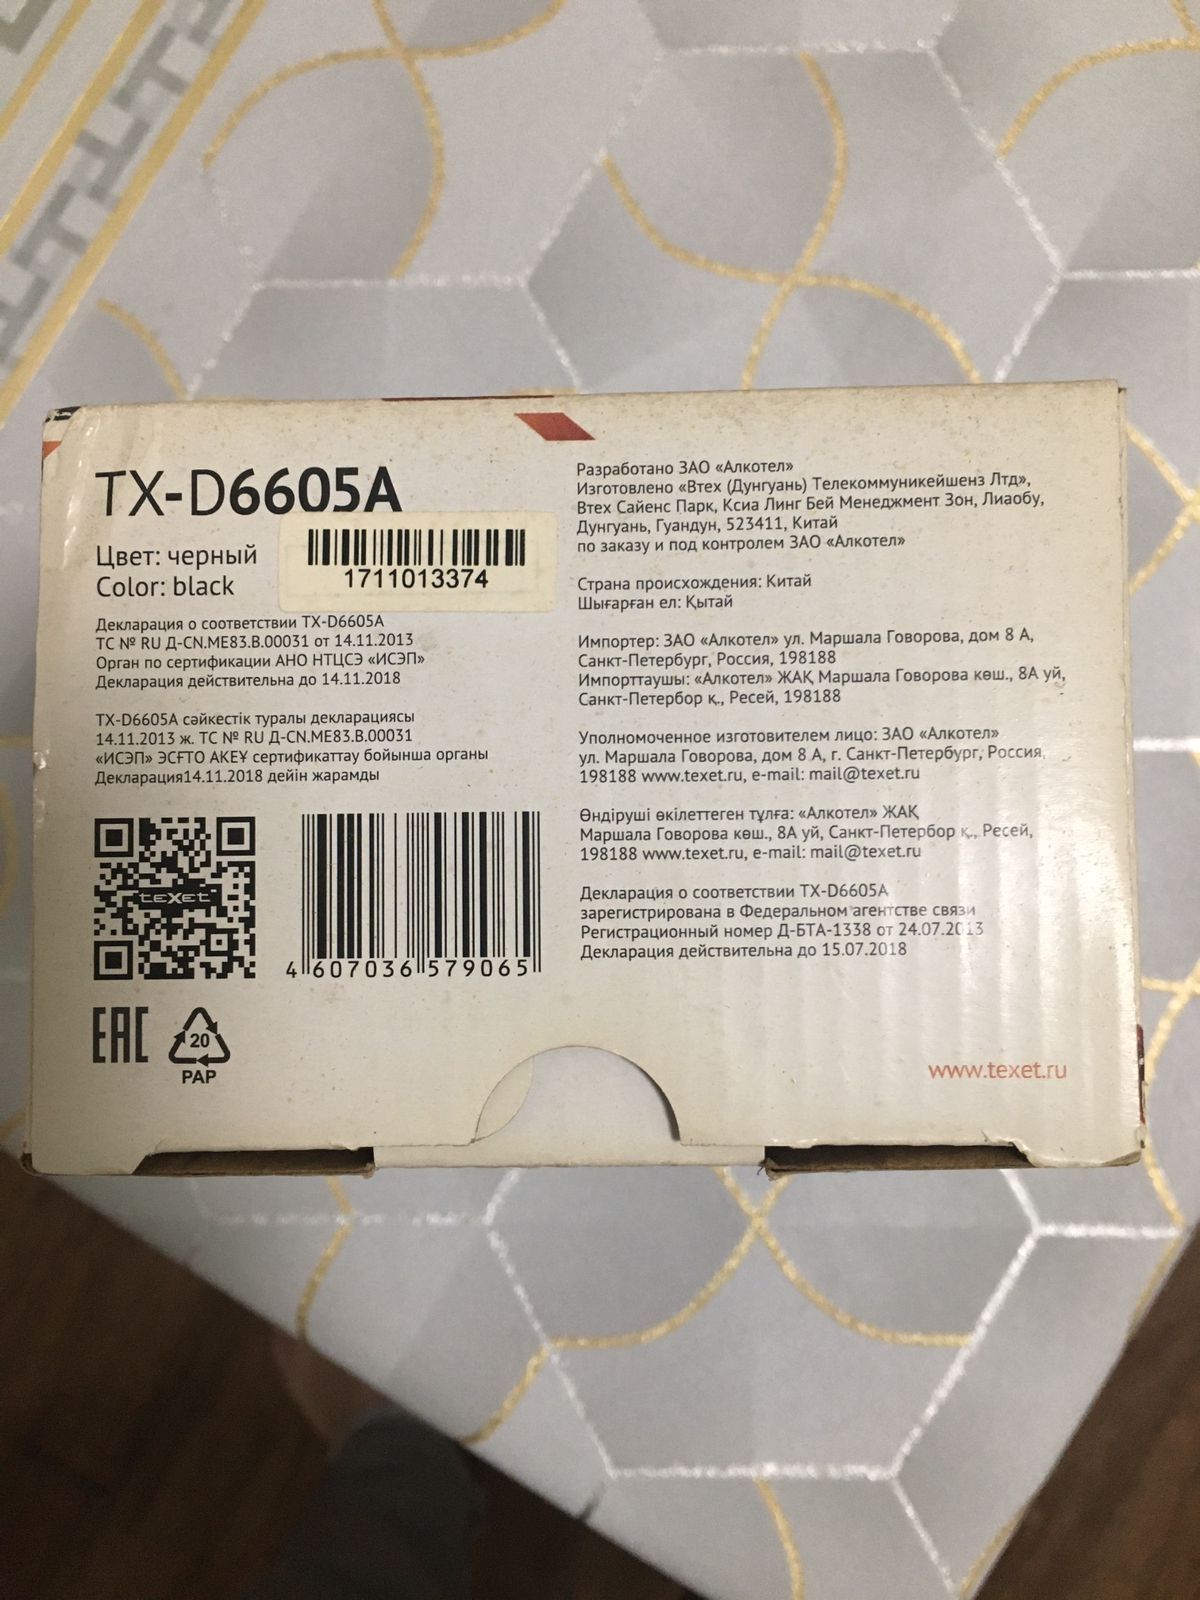 TX-D6605A
Цвет: черный
Color: black
1711013374
Декларация о соответствии TX-D6605A
ТС № RU Д-CN.ME83.B.00031 от 14.11.2013
Орган по сертификации АНО НТЦСЭ «ИСЭП»
Декларация действительна до 14.11.2018
TX-D6605A сәйкестік туралы декларациясы
14.11.2013 ж. ТС № RU Д-CN.ME83.B.00031
«ИСЭП» ЭСҒТО АКЕҰ сертификаттау бойынша органы
Декларация14.11.2018 дейін жарамды
teXet
4 607036 579065
EAC
20
PAP
Разработано ЗАО «Алкотел»
Изготовлено «Втех (Дунгуань) Телекоммуникейшенз Лтд»,
Втех Сайенс Парк, Ксиа Линг Бей Менеджмент Зон, Лиаобу,
Дунгуань, Гуандун, 523411, Китай
по заказу и под контролем ЗАО «Алкотел»
Страна происхождения: Китай
Шығарған ел: Қытай
Импортер: ЗАО «Алкотел» ул. Маршала Говорова, дом 8 А,
Санкт-Петербург, Россия, 198188
Импорттаушы: «Алкотел» ЖАҚ Маршала Говорова көш., 8А уй,
Санкт-Петербор қ., Ресей, 198188
Уполномоченное изготовителем лицо: ЗАО «Алкотел»
ул. Маршала Говорова, дом 8 А, г. Санкт-Петербург, Россия,
198188 www.texet.ru, e-mail: mail@texet.ru
Өндіруші өкілеттеген тұлға: «Алкотел» ЖАҚ
Маршала Говорова көш., 8А уй, Санкт-Петербор қ., Ресей,
198188 www.texet.ru, e-mail: mail@texet.ru
Декларация о соответствии TX-D6605A
зарегистрирована в Федеральном агентстве связи
Регистрационный номер Д-БТА-1338 от 24.07.2013
Декларация действительна до 15.07.2018
www.texet.ru